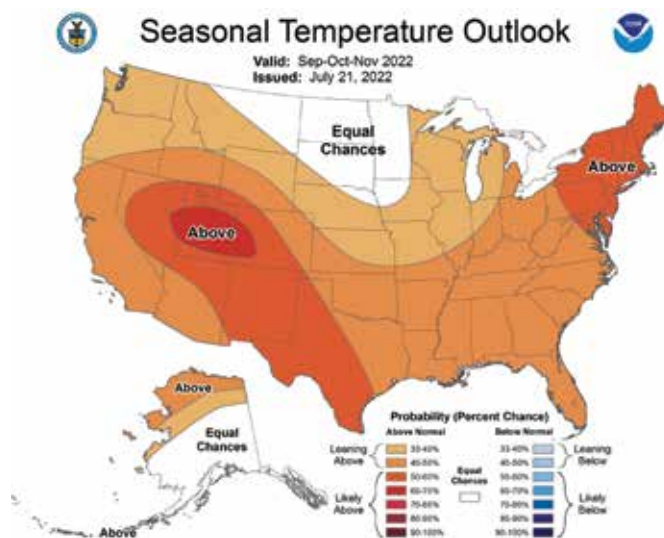 Seasonal Temperature Outlook
Valid: Sep-Oct-Nov 2022
Issued: July 21, 2022
Equal
Chances
Above
Above
Above
Equal
Chances
Above
Probability (Percent Chance)
Above Normal
Below Normal
Leaning
Above
33-40%
40-50%
Likely
Above
50-60%
60-70%
70-80%
80-90%
90-100%
Equal
Chances
33-40%
40-50%
Leaning
Below
50-60%
60-70%
70-80%
80-90%
90-100%
Likely
Below